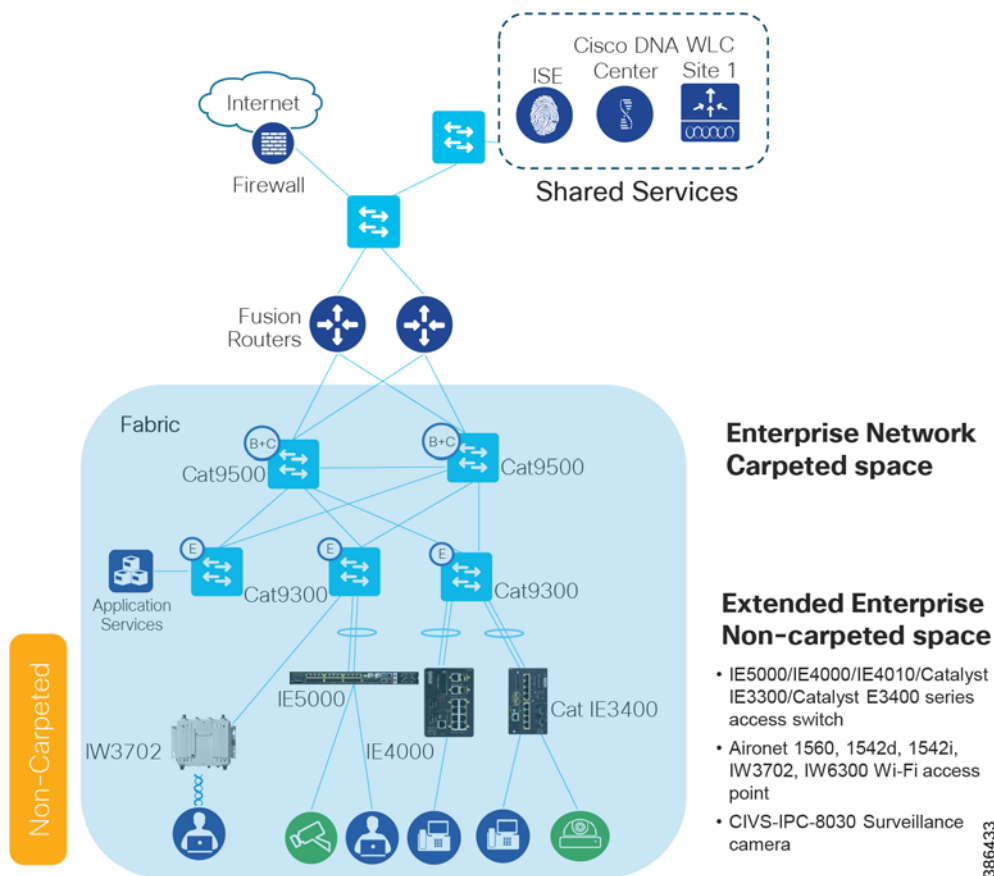 Cisco DNA WLC
ISE Center Site 1
Internet
Firewall
Shared Services
Fusion
Routers
Fabric
B+C
Cat9500
B+C
Cat9500
Enterprise Network
Carpeted space
E
E
E
Cat9300
Cat9300
Application
Services
Extended Enterprise
Non-carpeted space
• IE5000/IE4000/IE4010/Catalyst
IE3300/Catalyst E3400 series
access switch
• Aironet 1560, 1542d, 1542i,
IW3702, IW6300 Wi-Fi access
point
• CIVS-IPC-8030 Surveillance
camera
Non-Carpeted
IE5000
IW3702
IE4000
Cat IE3400
386433